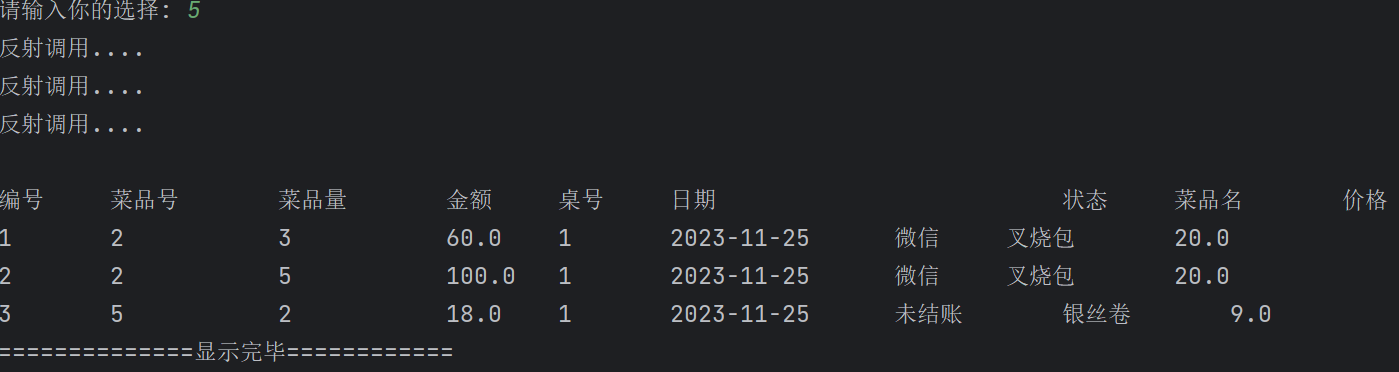 请输入你的选择: 5
反射调用....
反射调用....
反射调用....
编号 菜品号 菜品量 金额 桌号 日期 状态 菜品名 价格
1 2 3 60.0 1 2023-11-25 微信 叉烧包 20.0
2 2 5 100.0 1 2023-11-25 微信 叉烧包 20.0
3 5 2 18.0 1 2023-11-25 未结账 银丝卷 9.0
==============显示完毕============